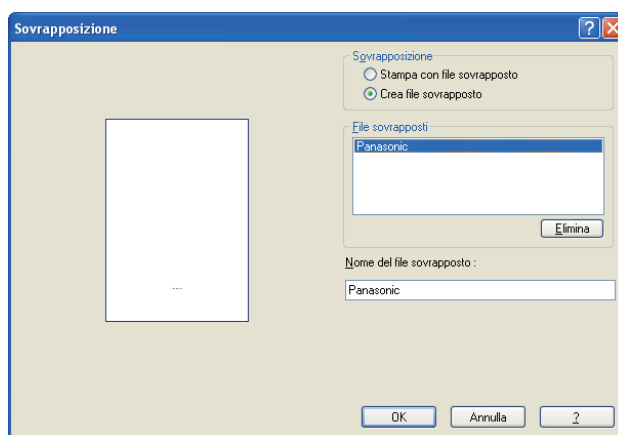 Sovrapposizione
Sovrapposizione
Stampa con file sovrapposto
Crea file sovrapposto
File sovrapposti
Panasonic
Elimina
Nome del file sovrapposto :
Panasonic
OK
Annulla
?